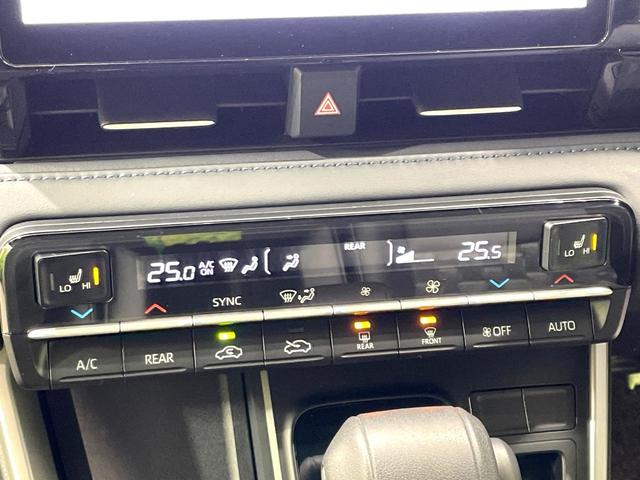 25.0 A/C ON REAR 25.5
LO HI
LO HI
SYNC
A/C REAR REAR FRONT OFF AUTO